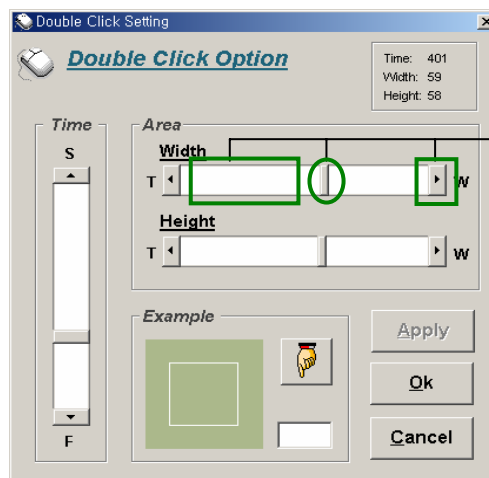 Double Click Setting
Double Click Option
Time: 401
Width: 59
Height: 58
Time
S
F
Area
Width
T
W
Height
T
W
Example
Apply
Ok
Cancel